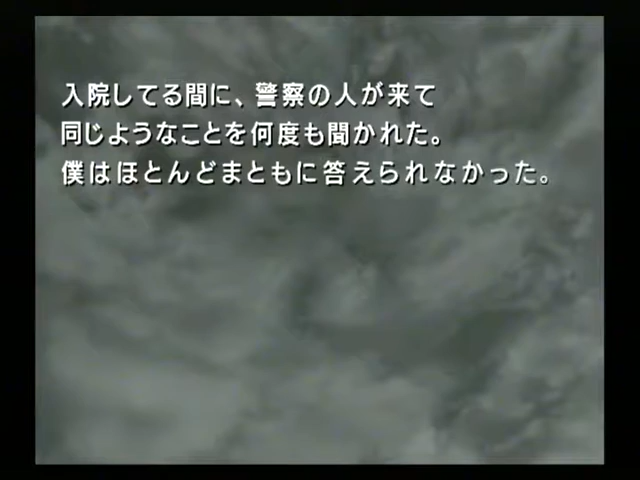 入院してる間に、警察の人が来て
同じようなことを何度も聞かれた。
僕はほとんどまともに答えられなかった。